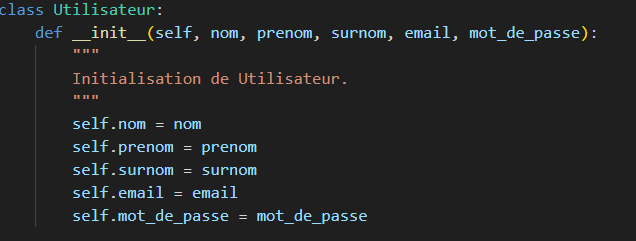 class Utilisateur:
    def __init__(self, nom, prenom, surnom, email, mot_de_passe):
        """
        Initialisation de Utilisateur.
        """
        self.nom = nom
        self.prenom = prenom
        self.surnom = surnom
        self.email = email
        self.mot_de_passe = mot_de_passe